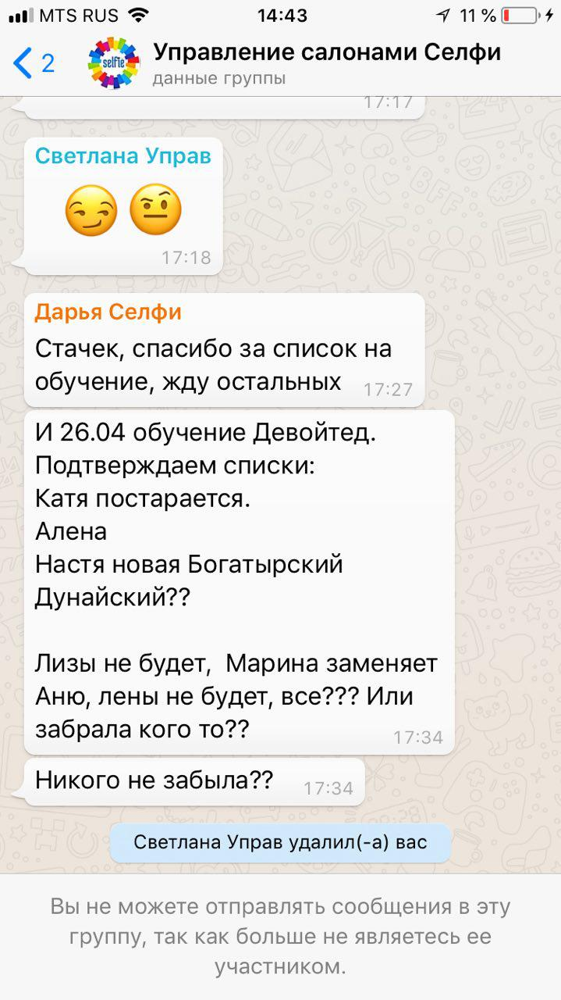 MTS RUS 14:43 11 %
2 selfie Управление салонами Селфи
данные группы
17:17
Светлана Управ
17:18
Дарья Селфи
Стачек, спасибо за список на
обучение, жду остальных 17:27
И 26.04 обучение Девойтед.
Подтверждаем списки:
Катя постарается.
Алена
Настя новая Богатырский
Дунайский??
Лизы не будет,  Марина заменяет
Аню, лены не будет, все??? Или
забрала кого то?? 17:34
Никого не забыла?? 17:34
Светлана Управ удалил(-а) вас
Вы не можете отправлять сообщения в эту
группу, так как больше не являетесь ее
участником.